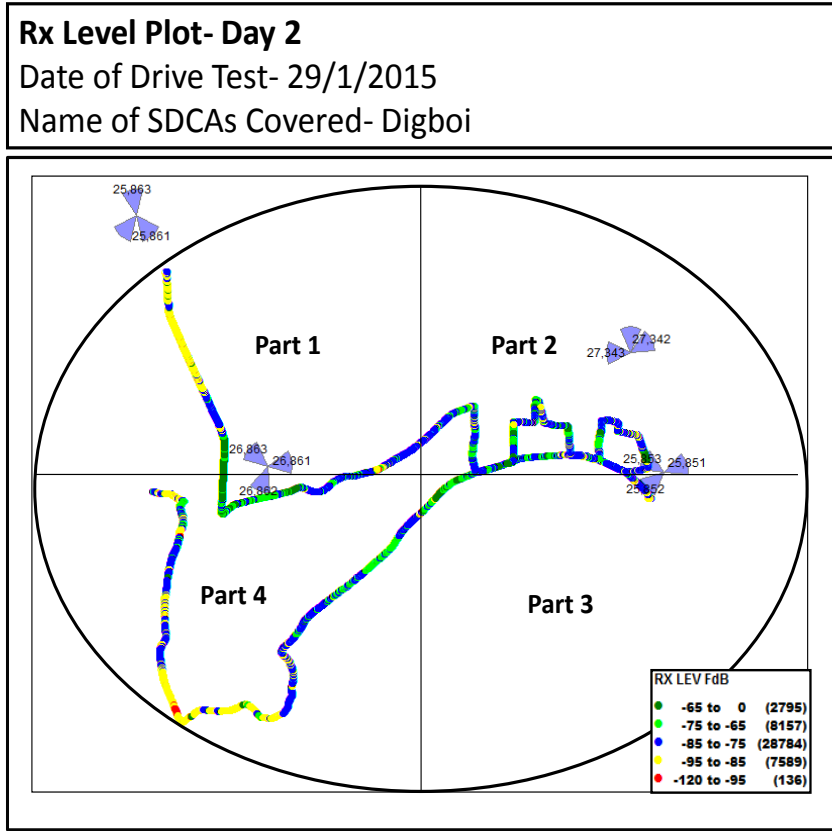 Rx Level Plot- Day 2
Date of Drive Test- 29/1/2015
Name of SDCAs Covered- Digboi
25,863
25,861
Part 1
Part 2
27,342
27,343
26,863
26,861
26,862
25,853
25,851
25,852
Part 4
Part 3
RX LEV FdB
-65 to 0 (2795)
-75 to -65 (8157)
-85 to -75 (28784)
-95 to -85 (7589)
-120 to -95 (136)